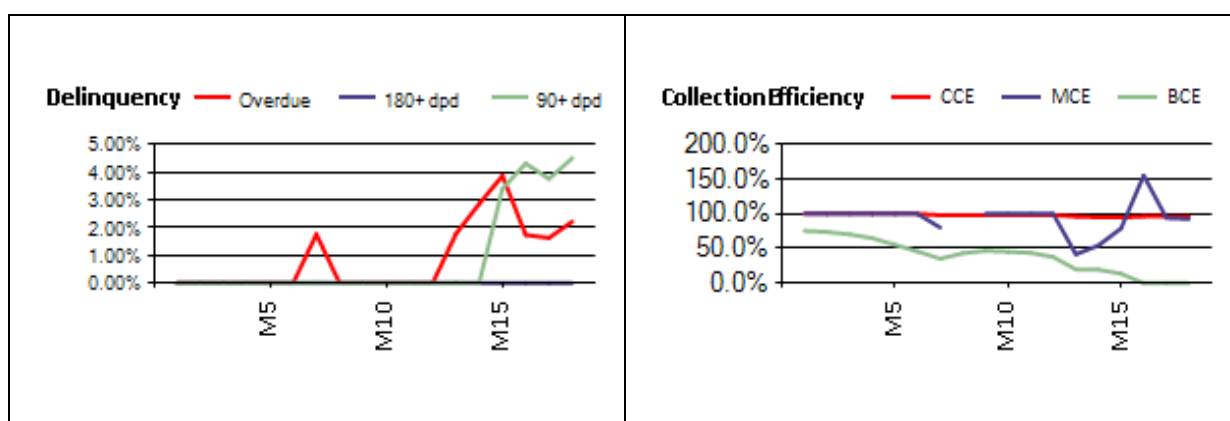 Delinquency Overdue 180+ dpd 90+ dpd
5.00%
4.00%
3.00%
2.00%
1.00%
0.00%
M5 M10 M15
Collection Efficiency CCE MCE BCE
200.0%
150.0%
100.0%
50.0%
0.0%
M5 M10 M15